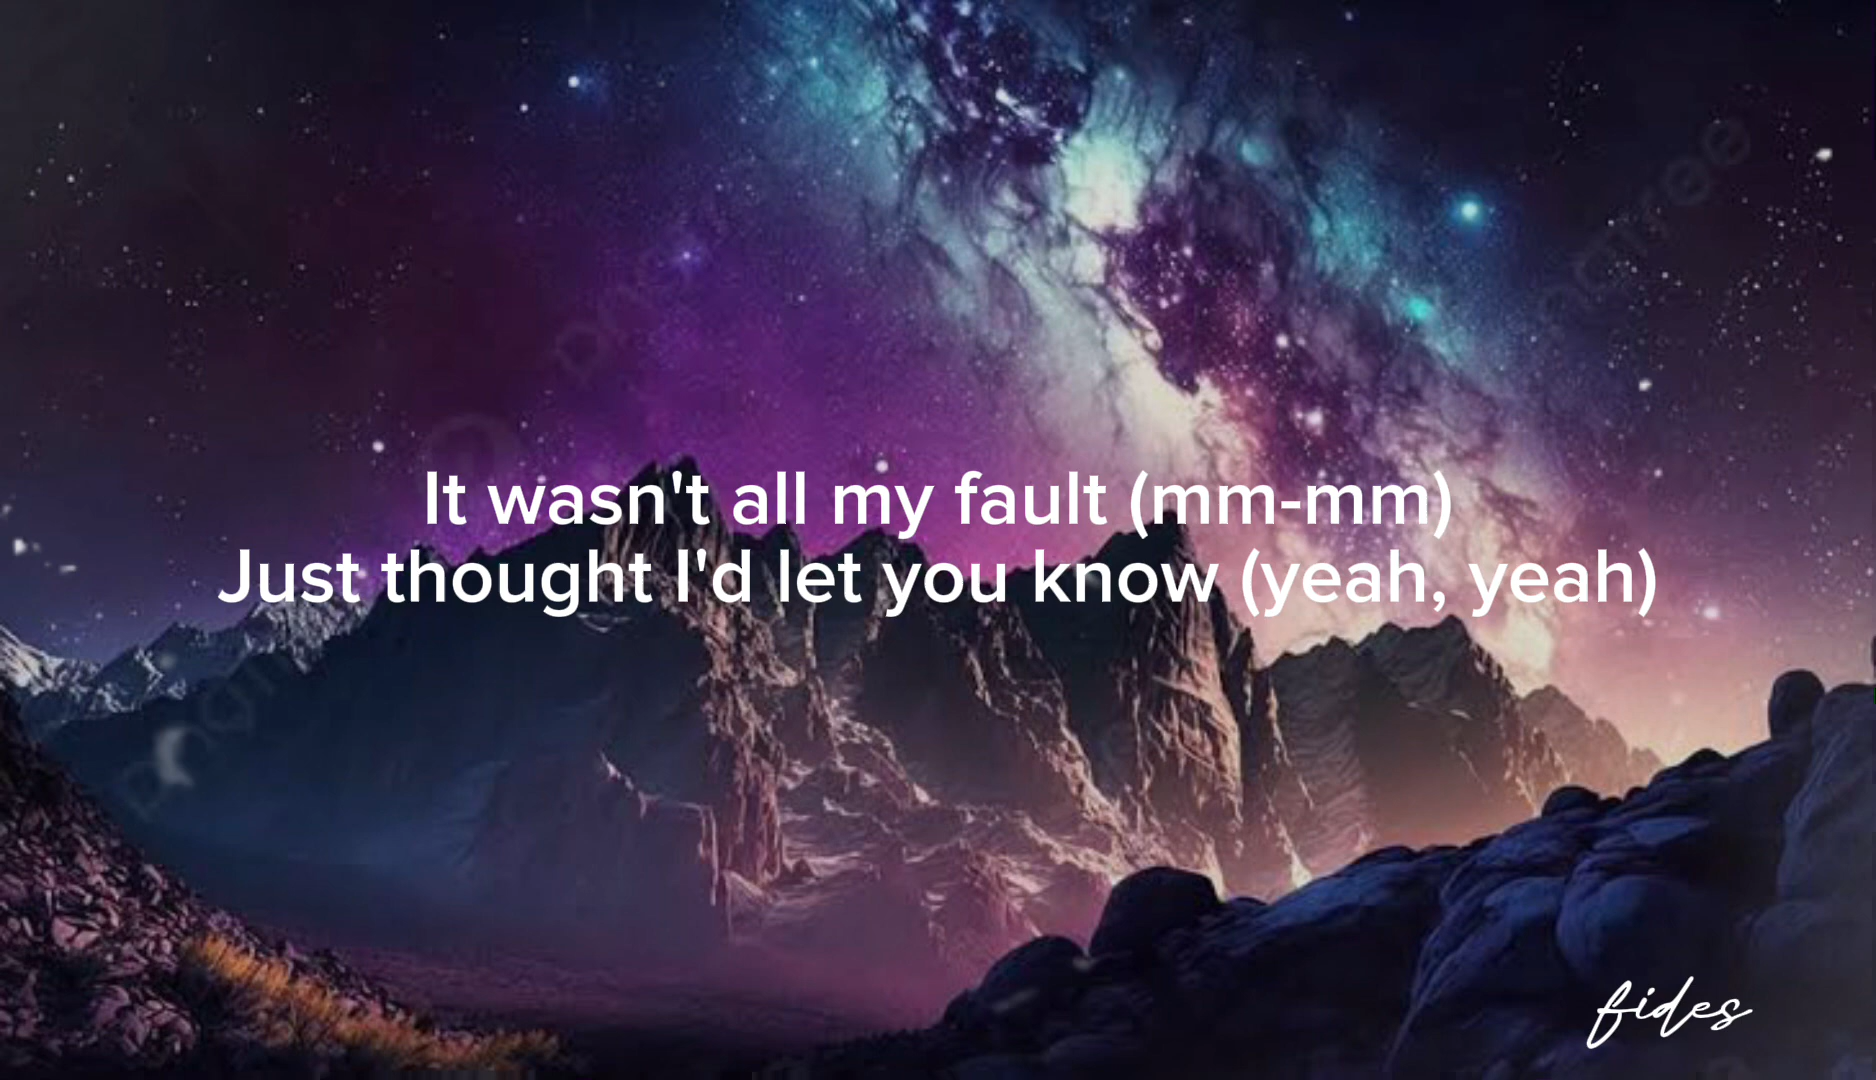 It wasn't all my fault (mm-mm)
Just thought I'd let you know (yeah, yeah)
fides